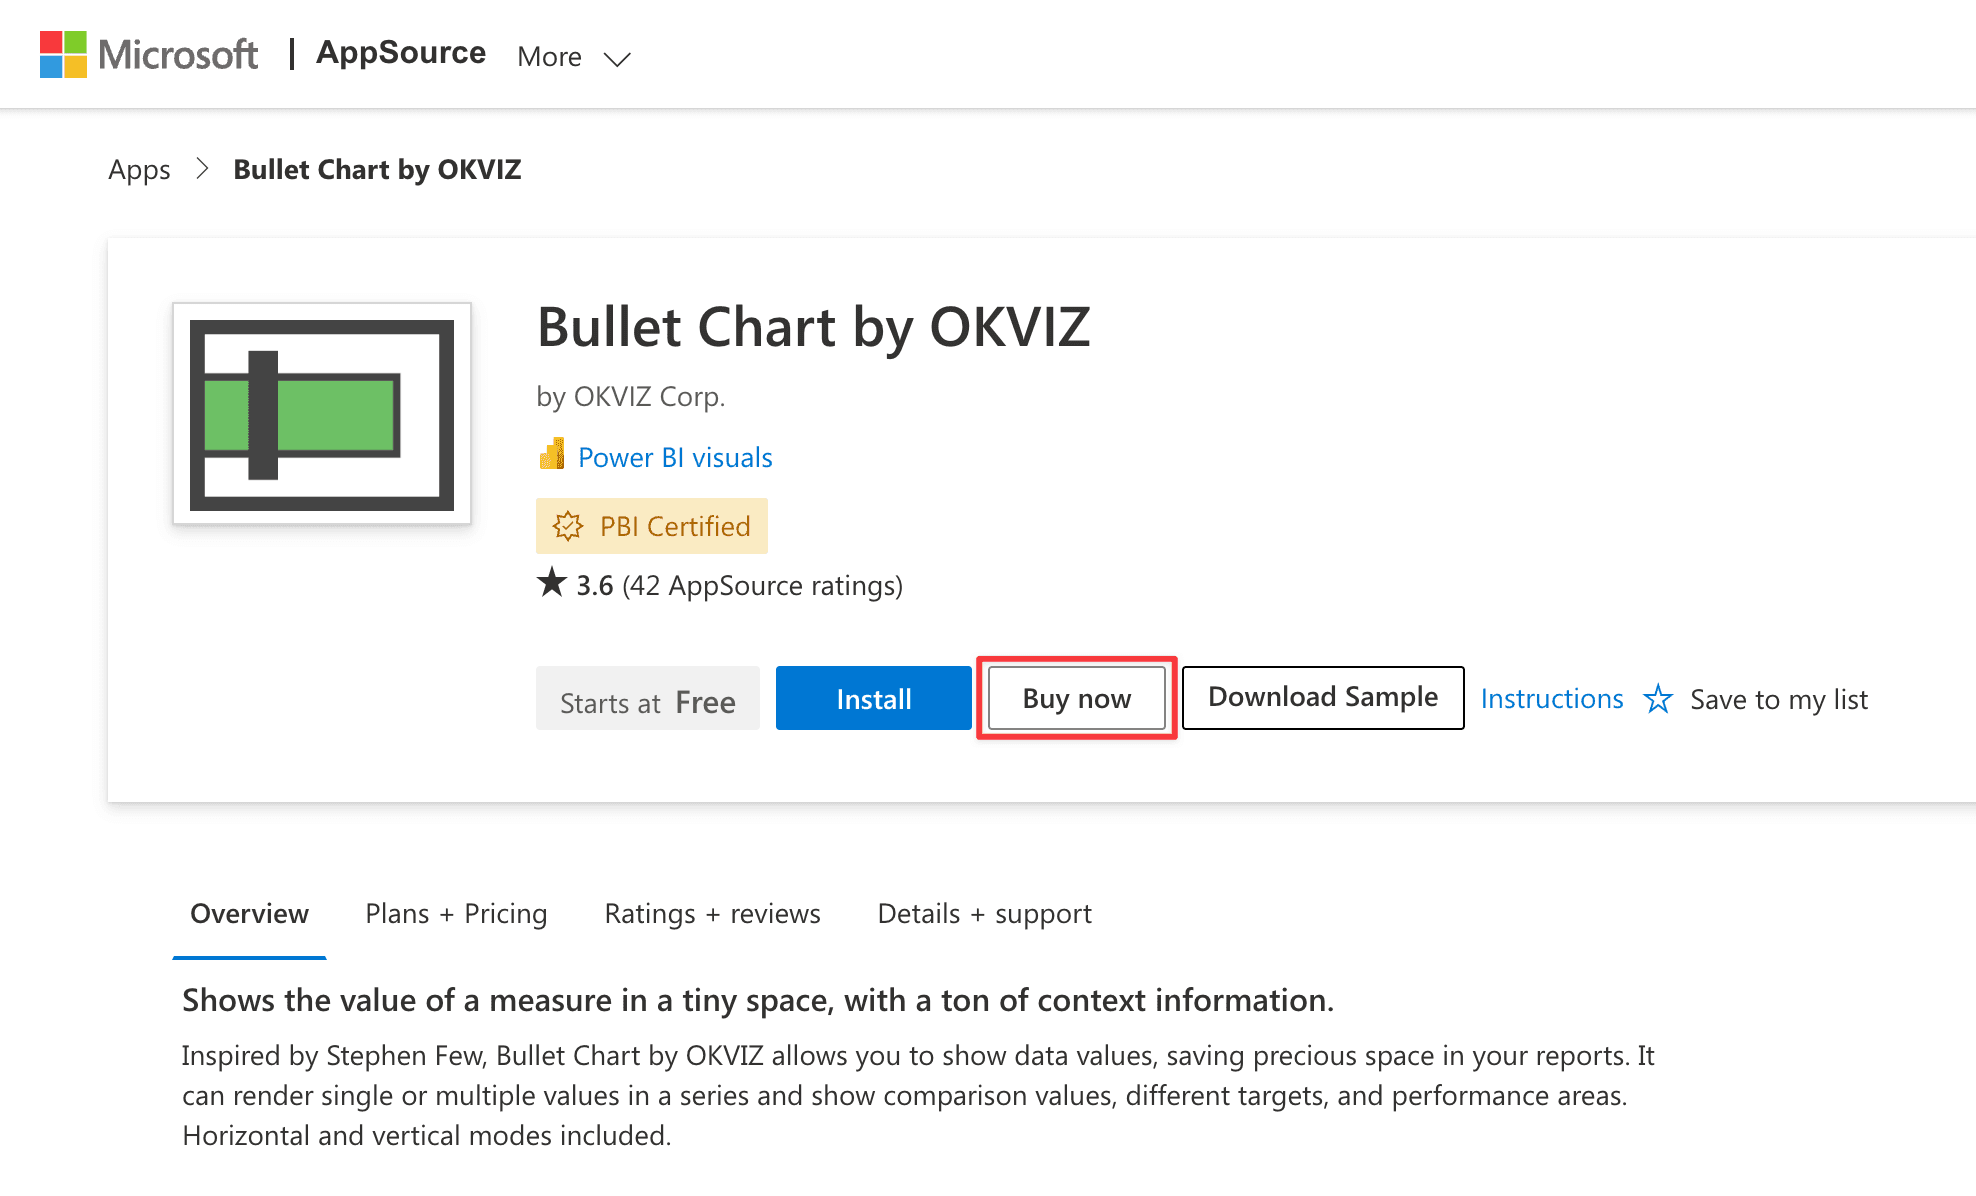 Microsoft | AppSource More
Apps > Bullet Chart by OKVIZ
Bullet Chart by OKVIZ
by OKVIZ Corp.
Power BI visuals
PBI Certified
★ 3.6 (42 AppSource ratings)
Starts at Free Install Buy now Download Sample Instructions Save to my list
Overview Plans + Pricing Ratings + reviews Details + support
Shows the value of a measure in a tiny space, with a ton of context information.
Inspired by Stephen Few, Bullet Chart by OKVIZ allows you to show data values, saving precious space in your reports. It
can render single or multiple values in a series and show comparison values, different targets, and performance areas.
Horizontal and vertical modes included.